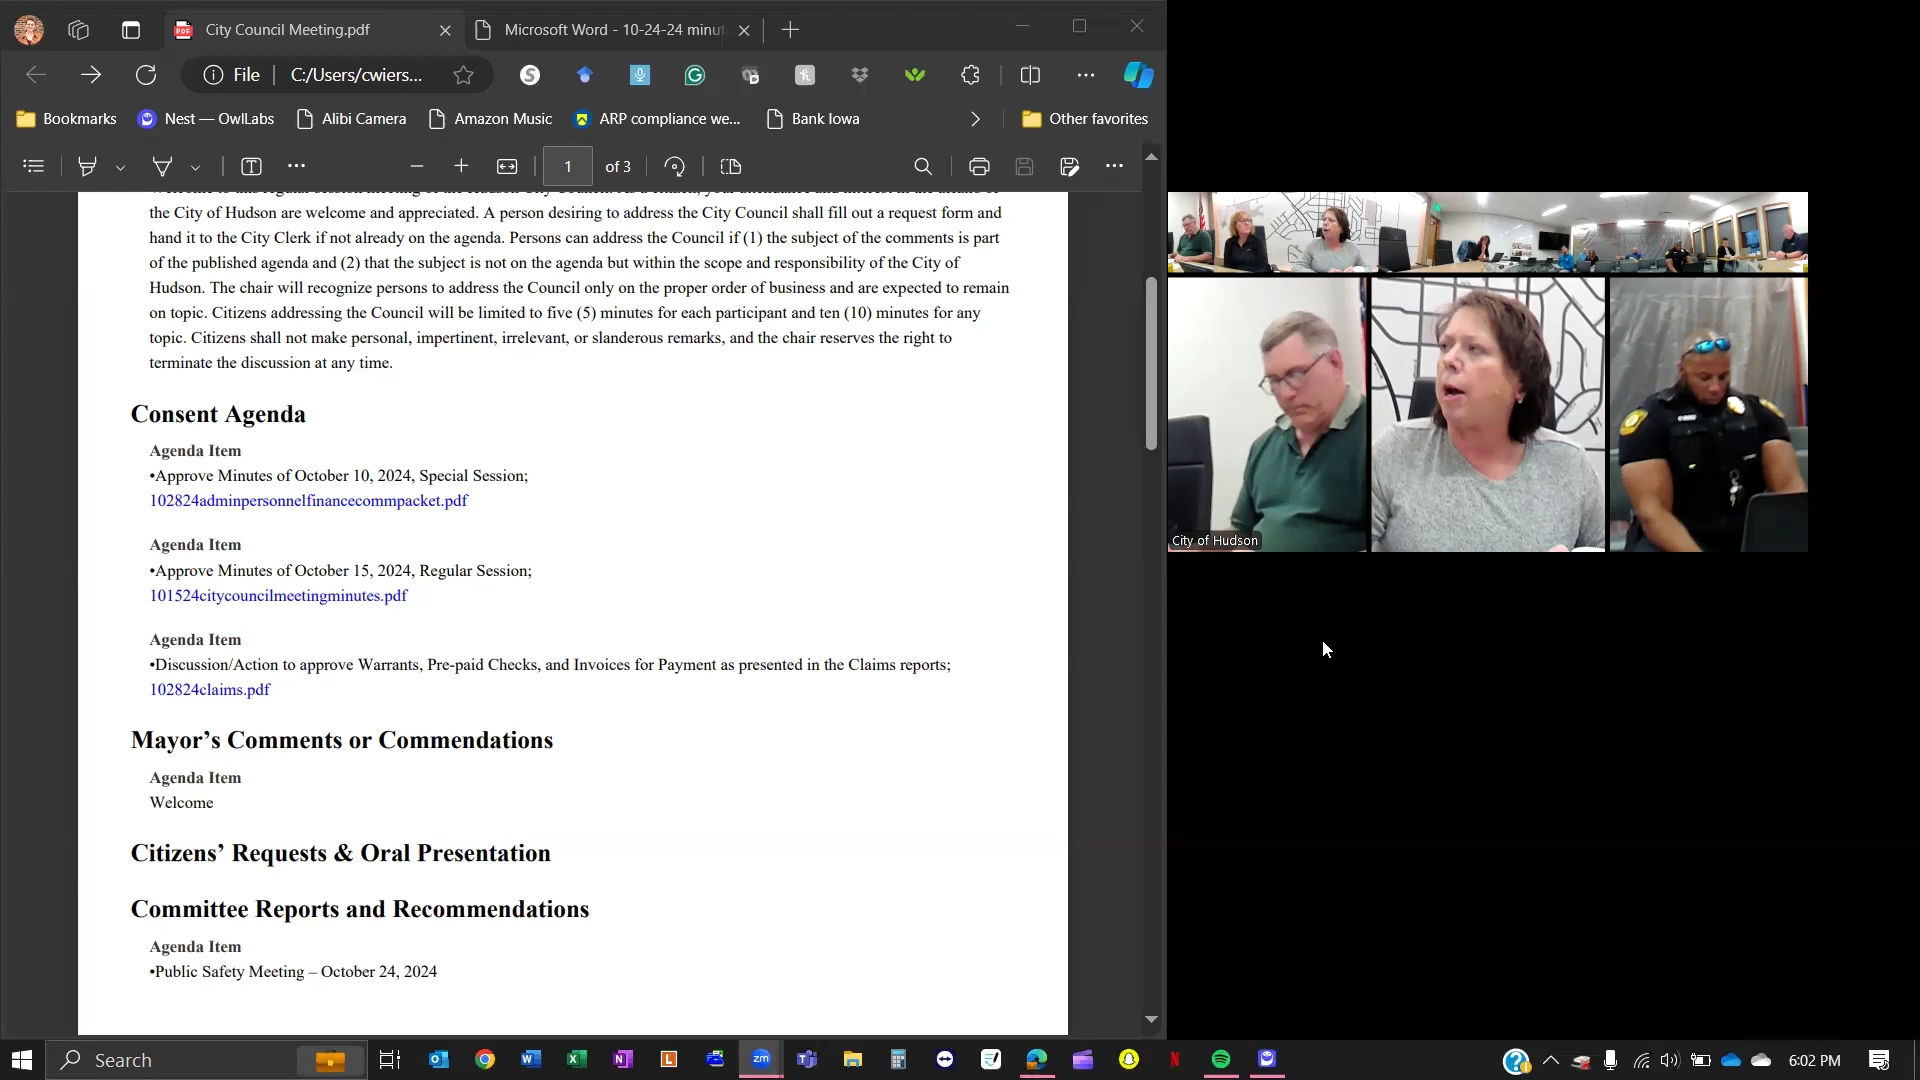 City Council Meeting.pdf
Microsoft Word - 10-24-24 minut
File
C:/Users/cwiers...
Bookmarks
Nest — OwlLabs
Alibi Camera
Amazon Music
ARP compliance we...
Bank Iowa
Other favorites
1
of 3
the City of Hudson are welcome and appreciated. A person desiring to address the City Council shall fill out a request form and
hand it to the City Clerk if not already on the agenda. Persons can address the Council if (1) the subject of the comments is part
of the published agenda and (2) that the subject is not on the agenda but within the scope and responsibility of the City of
Hudson. The chair will recognize persons to address the Council only on the proper order of business and are expected to remain
on topic. Citizens addressing the Council will be limited to five (5) minutes for each participant and ten (10) minutes for any
topic. Citizens shall not make personal, impertinent, irrelevant, or slanderous remarks, and the chair reserves the right to
terminate the discussion at any time.
Consent Agenda
Agenda Item
•Approve Minutes of October 10, 2024, Special Session;
102824adminpersonnelfinancecommpacket.pdf
Agenda Item
•Approve Minutes of October 15, 2024, Regular Session;
101524citycouncilmeetingminutes.pdf
Agenda Item
•Discussion/Action to approve Warrants, Pre-paid Checks, and Invoices for Payment as presented in the Claims reports;
102824claims.pdf
Mayor’s Comments or Commendations
Agenda Item
Welcome
Citizens’ Requests & Oral Presentation
Committee Reports and Recommendations
Agenda Item
•Public Safety Meeting – October 24, 2024
City of Hudson
Search
6:02 PM